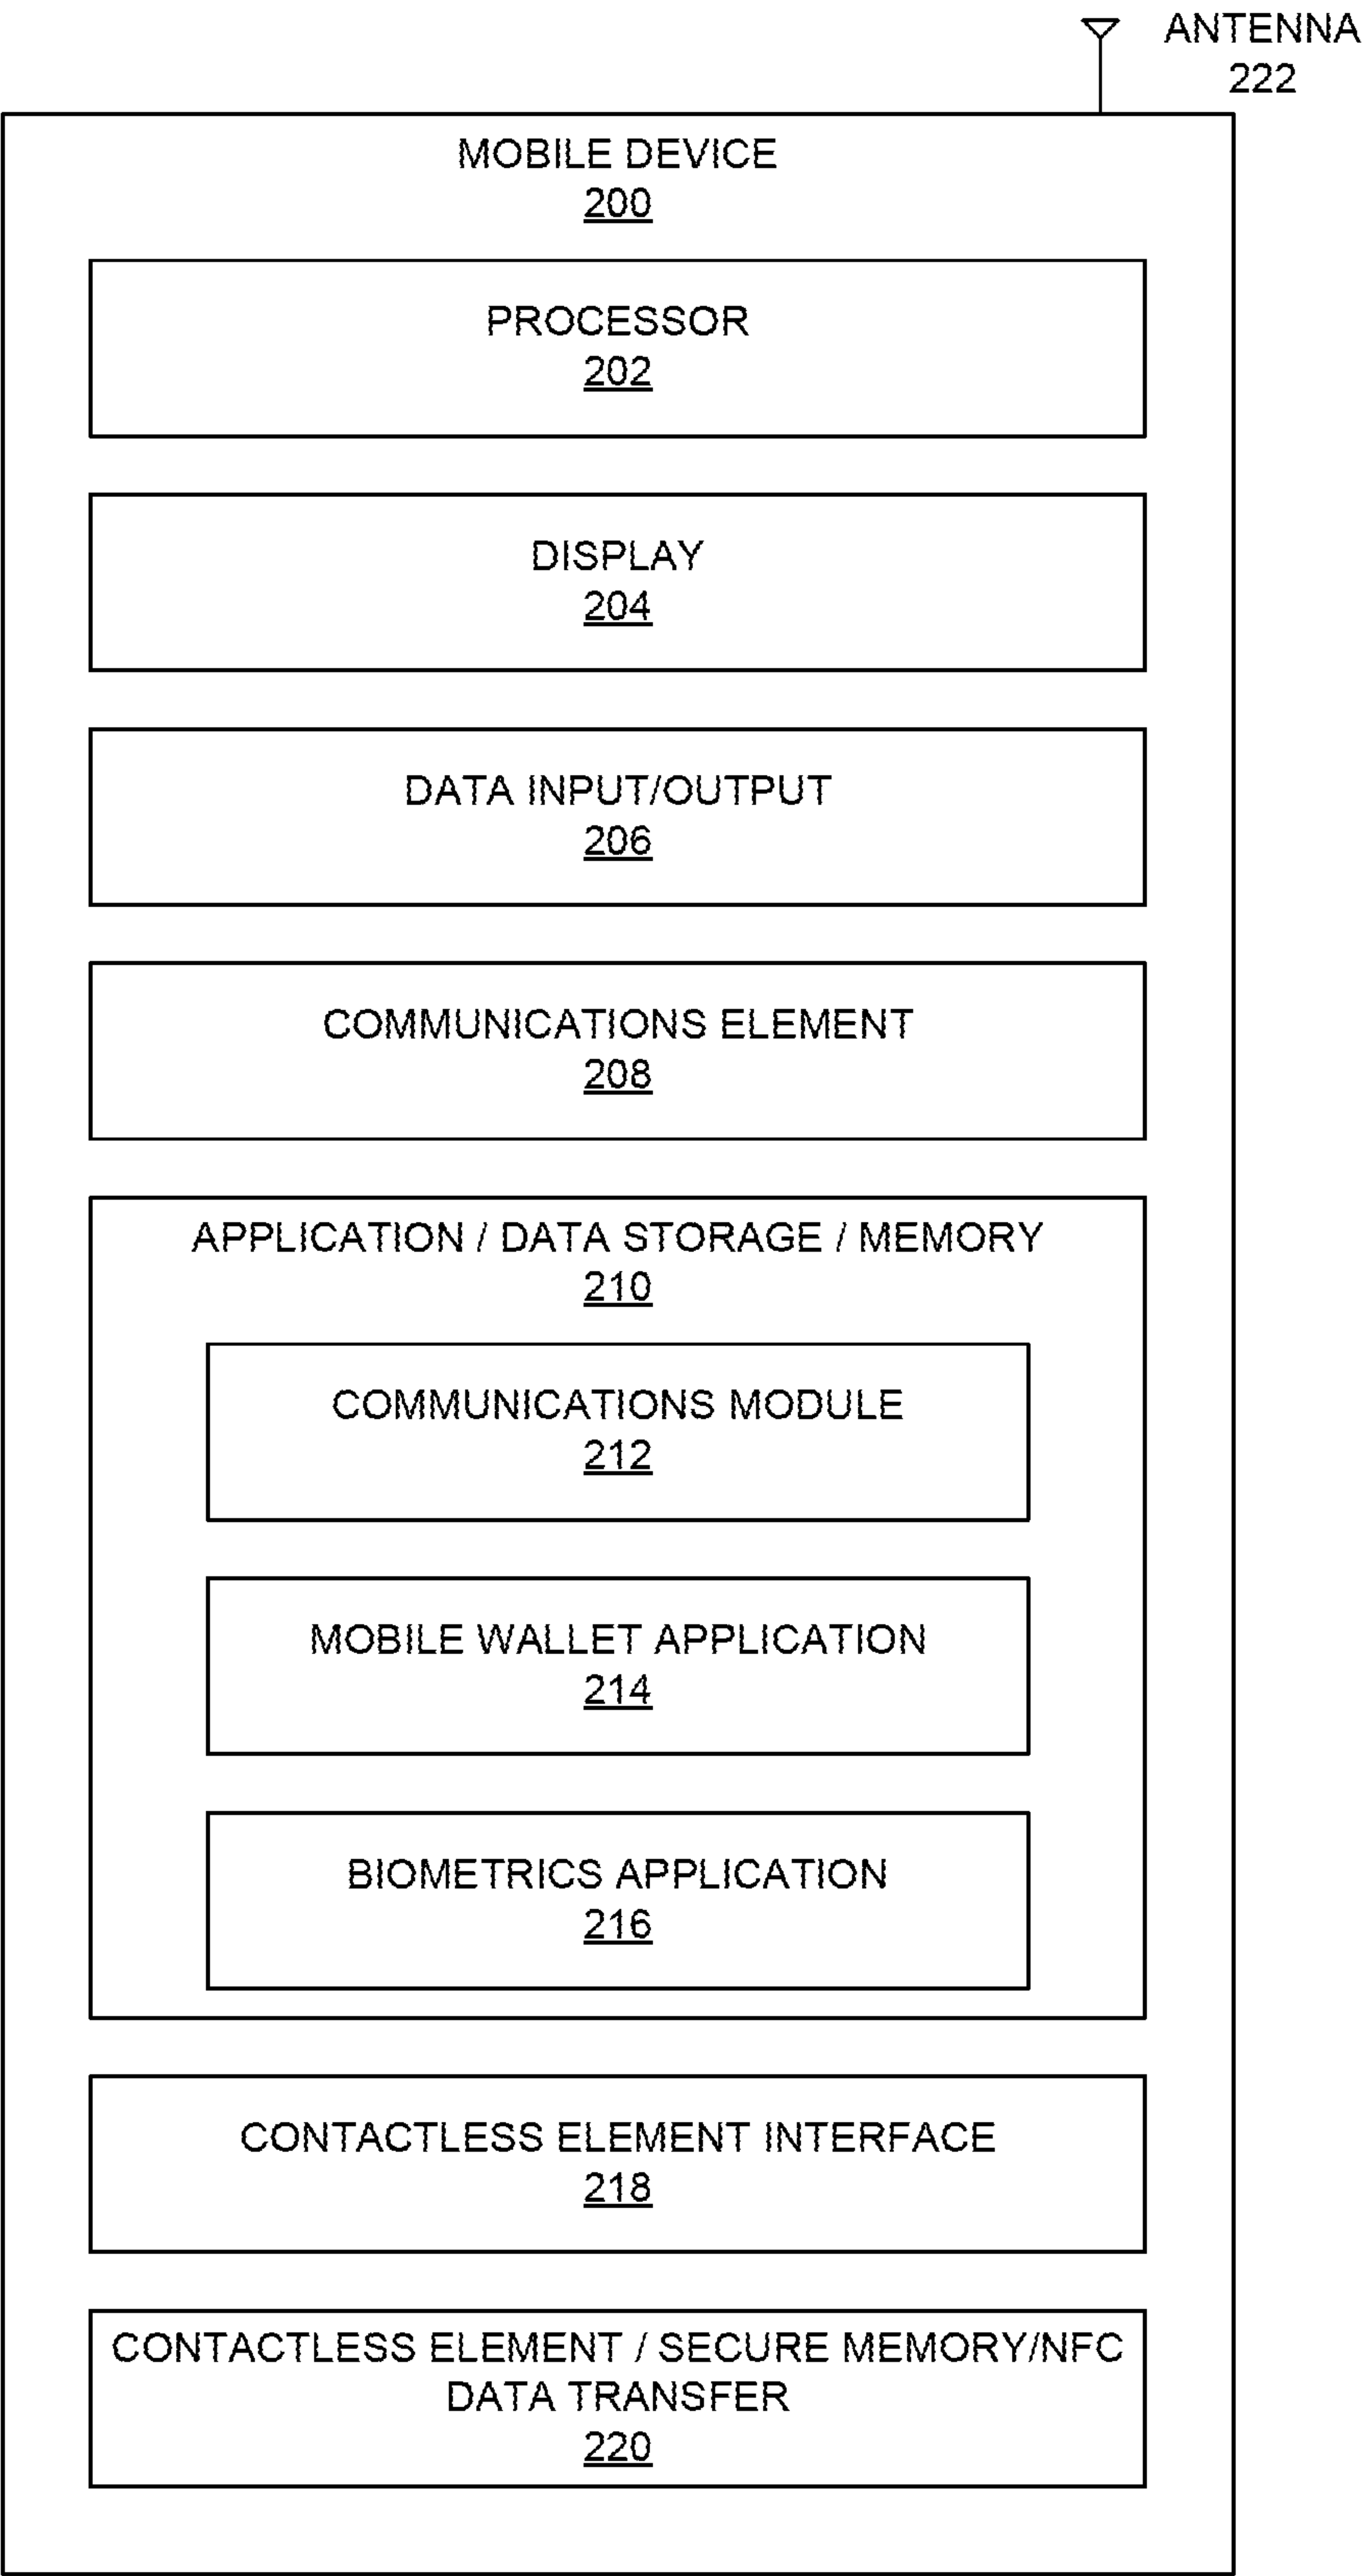 ANTENNA
222
MOBILE DEVICE
200
PROCESSOR
202
DISPLAY
204
DATA INPUT/OUTPUT
206
COMMUNICATIONS ELEMENT
208
APPLICATION / DATA STORAGE / MEMORY
210
COMMUNICATIONS MODULE
212
MOBILE WALLET APPLICATION
214
BIOMETRICS APPLICATION
216
CONTACTLESS ELEMENT INTERFACE
218
CONTACTLESS ELEMENT / SECURE MEMORY/NFC
DATA TRANSFER
220